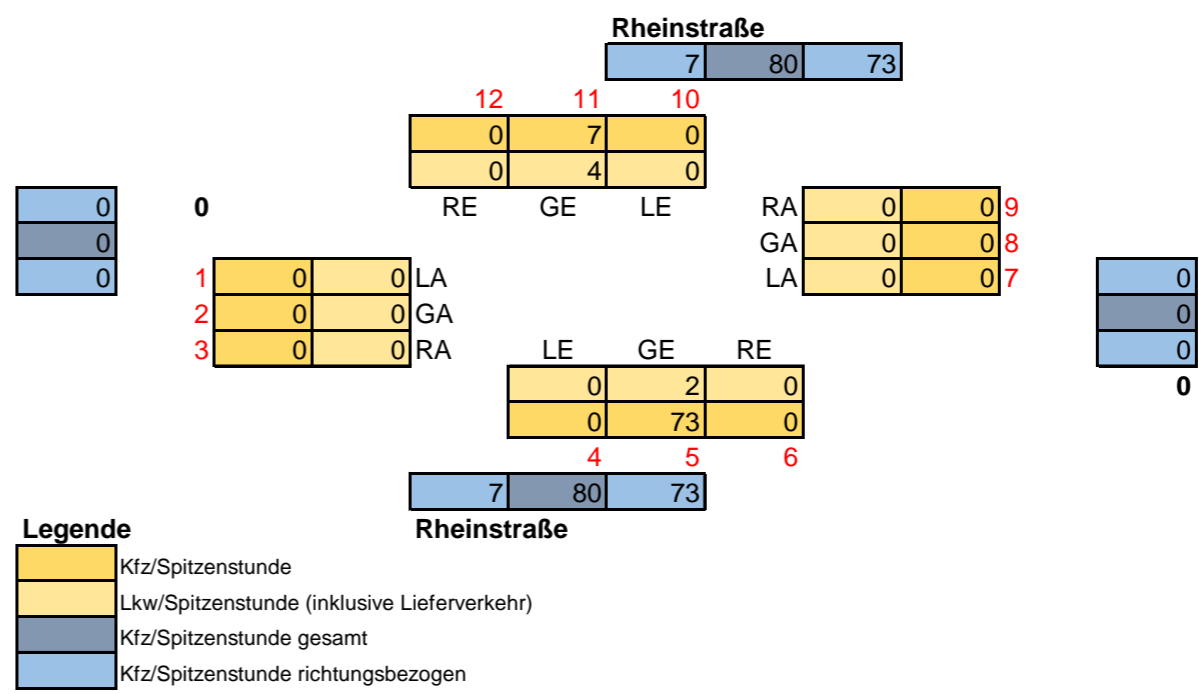 Rheinstraße
7 80 73
12 11 10
0 7 0
0 4 0
0 0 RE GE LE RA 0 0 9
0 GA 0 0 8
0 1 0 0 LA LA 0 0 7 0
2 0 0 GA 0
3 0 0 RA LE GE RE 0
0 2 0 0
0 73 0
4 5 6
7 80 73
Legende Rheinstraße
Kfz/Spitzenstunde
Lkw/Spitzenstunde (inklusive Lieferverkehr)
Kfz/Spitzenstunde gesamt
Kfz/Spitzenstunde richtungsbezogen